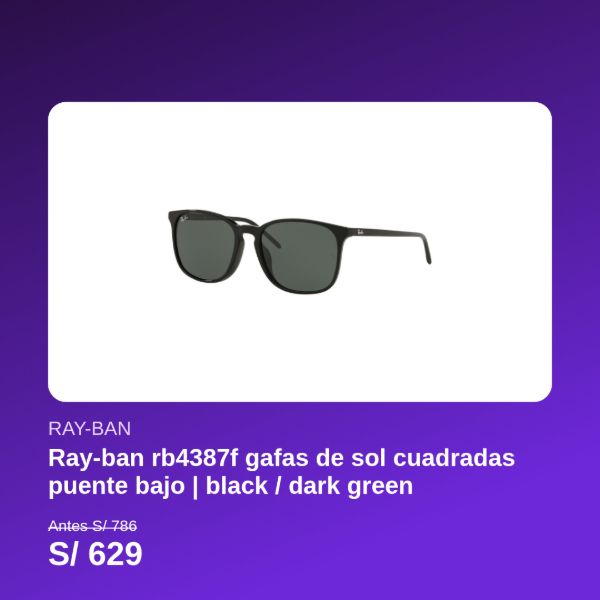 RAY-BAN
Ray-ban rb4387f gafas de sol cuadradas
puente bajo | black / dark green
Antes S/ 786
S/ 629